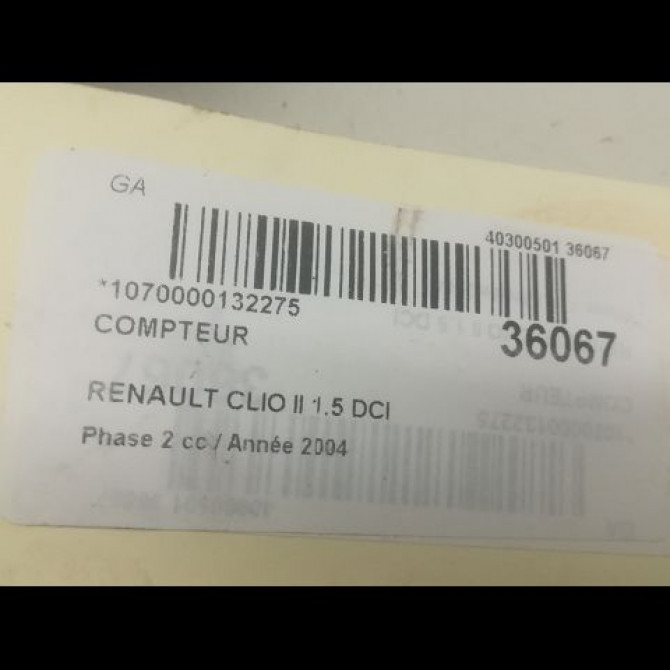 GA
40300501 36067
*1070000132275
36067
COMPTEUR
RENAULT CLIO II 1.5 DCI
Phase 2 cc / Année 2004